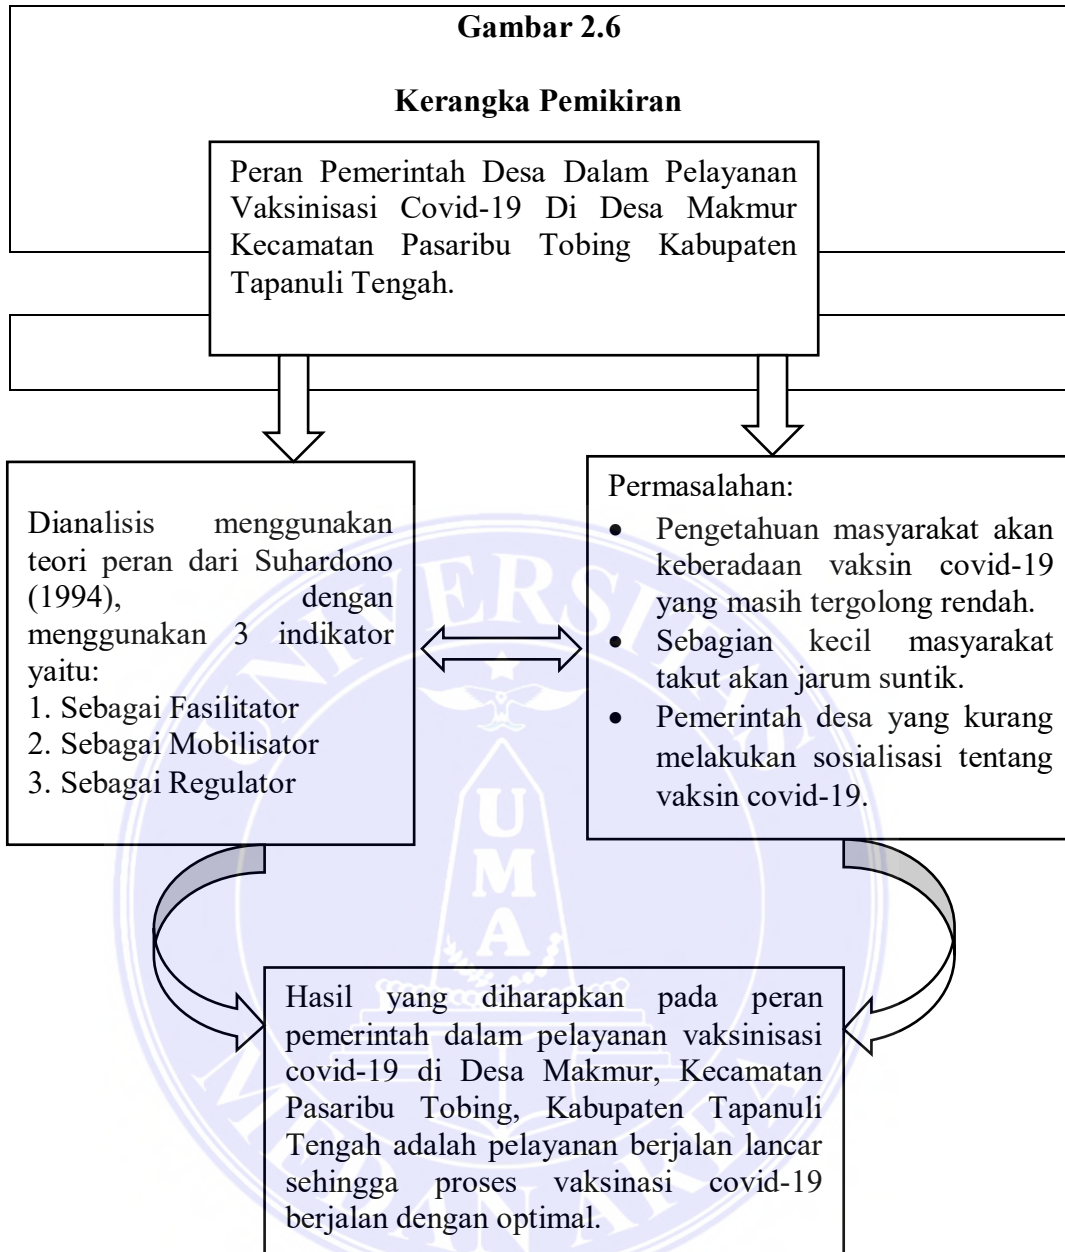 Gambar 2.6
Kerangka Pemikiran
Peran Pemerintah Desa Dalam Pelayanan
Vaksinisasi Covid-19 Di Desa Makmur
Kecamatan Pasaribu Tobing Kabupaten
Tapanuli Tengah.
Dianalisis menggunakan
teori peran dari Suhardono
(1994), dengan
menggunakan 3 indikator
yaitu:
1. Sebagai Fasilitator
2. Sebagai Mobilisator
3. Sebagai Regulator
Permasalahan:
• Pengetahuan masyarakat akan
keberadaan vaksin covid-19
yang masih tergolong rendah.
• Sebagian kecil masyarakat
takut akan jarum suntik.
• Pemerintah desa yang kurang
melakukan sosialisasi tentang
vaksin covid-19.
Hasil yang diharapkan pada peran
pemerintah dalam pelayanan vaksinisasi
covid-19 di Desa Makmur, Kecamatan
Pasaribu Tobing, Kabupaten Tapanuli
Tengah adalah pelayanan berjalan lancar
sehingga proses vaksinasi covid-19
berjalan dengan optimal.
UNIVERSITAS
UMA
MEDAN AREA